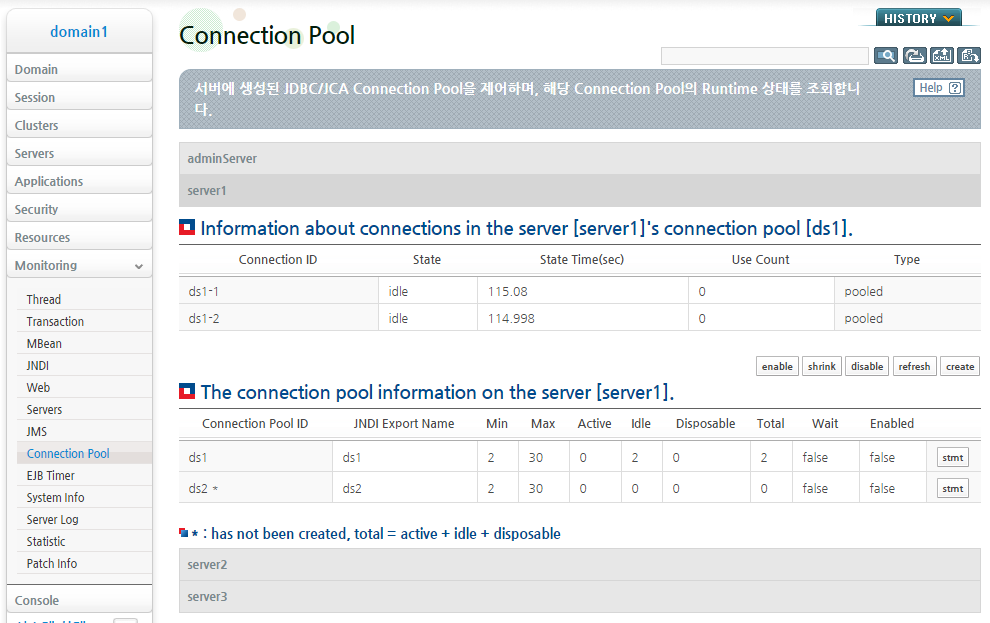 domain1
Domain
Session
Clusters
Servers
Applications
Security
Resources
Monitoring
Thread
Transaction
MBean
JNDI
Web
Servers
JMS
Connection Pool
EJB Timer
System Info
Server Log
Statistic
Patch Info
Console
Connection Pool
HISTORY
XML
서버에 생성된 JDBC/JCA Connection Pool을 제어하며, 해당 Connection Pool의 Runtime 상태를 조회합니
다.
Help ?
adminServer
server1
Information about connections in the server [server1]'s connection pool [ds1].
Connection ID State State Time(sec) Use Count Type
ds1-1 idle 115.08 0 pooled
ds1-2 idle 114.998 0 pooled
enable shrink disable refresh create
The connection pool information on the server [server1].
Connection Pool ID JNDI Export Name Min Max Active Idle Disposable Total Wait Enabled
ds1 ds1 2 30 0 2 0 2 false false stmt
ds2 * ds2 2 30 0 0 0 0 false false stmt
* : has not been created, total = active + idle + disposable
server2
server3